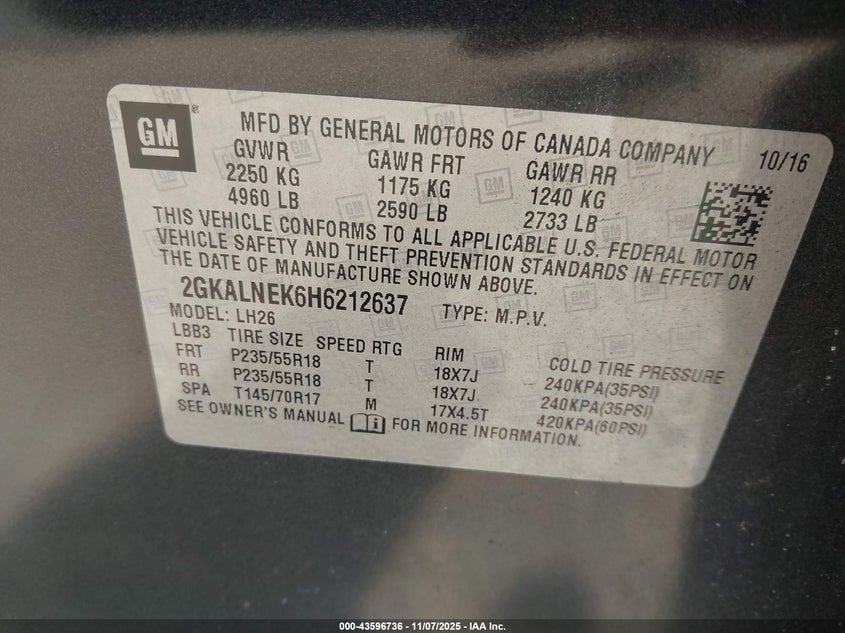 GM®
MFD BY GENERAL MOTORS OF CANADA COMPANY 10/16
GVWR GAWR FRT GAWR RR
2250 KG 1175 KG 1240 KG
4960 LB 2590 LB 2733 LB
THIS VEHICLE CONFORMS TO ALL APPLICABLE U.S. FEDERAL MOTOR
VEHICLE SAFETY AND THEFT PREVENTION STANDARDS IN EFFECT ON
THE DATE OF MANUFACTURE SHOWN ABOVE.
2GKALNEK6H6212637 TYPE: M.P.V.
MODEL: LH26
LBB3 TIRE SIZE SPEED RTG RIM COLD TIRE PRESSURE
FRT P235/55R18 T 18X7J 240KPA(35PSI)
RR P235/55R18 T 18X7J 240KPA(35PSI)
SPA T145/70R17 M 17X4.5T 420KPA(60PSI)
SEE OWNER'S MANUAL FOR MORE INFORMATION.
000-43596736 - 11/07/2025 - IAA Inc.